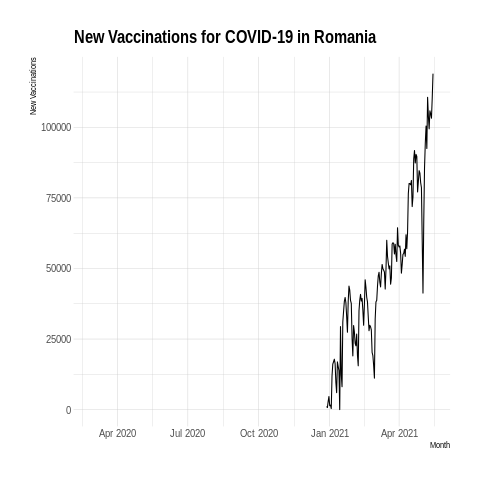 New Vaccinations for COVID-19 in Romania
New Vaccinations
100000
75000
50000
25000
0
Apr 2020 Jul 2020 Oct 2020 Jan 2021 Apr 2021
Month